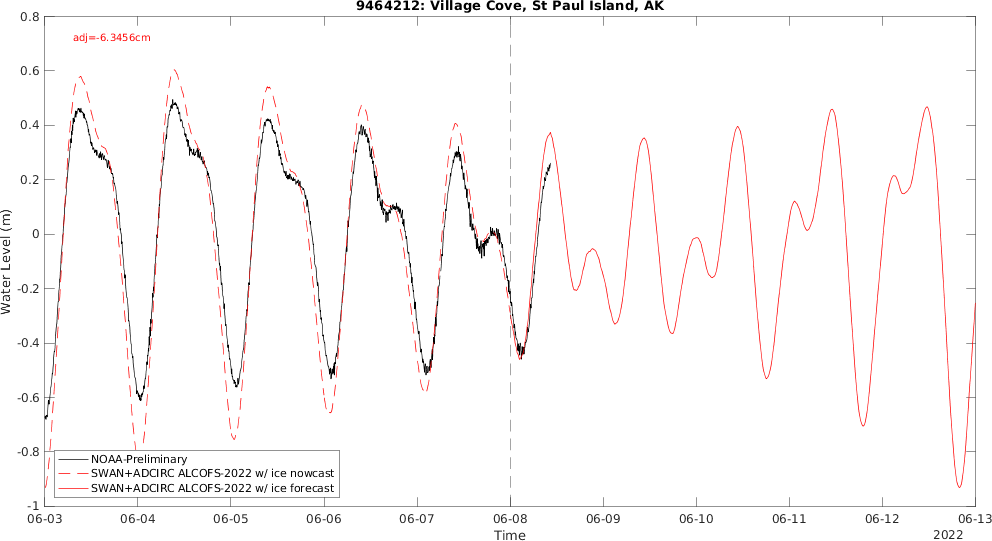 9464212: Village Cove, St Paul Island, AK
adj=-6.3456cm
Water Level (m)
0.8
0.6
0.4
0.2
0
-0.2
-0.4
-0.6
-0.8
-1
NOAA-Preliminary
SWAN+ADCIRC ALCOFS-2022 w/ ice nowcast
SWAN+ADCIRC ALCOFS-2022 w/ ice forecast
06-03 06-04 06-05 06-06 06-07 06-08 06-09 06-10 06-11 06-12 06-13
Time
2022